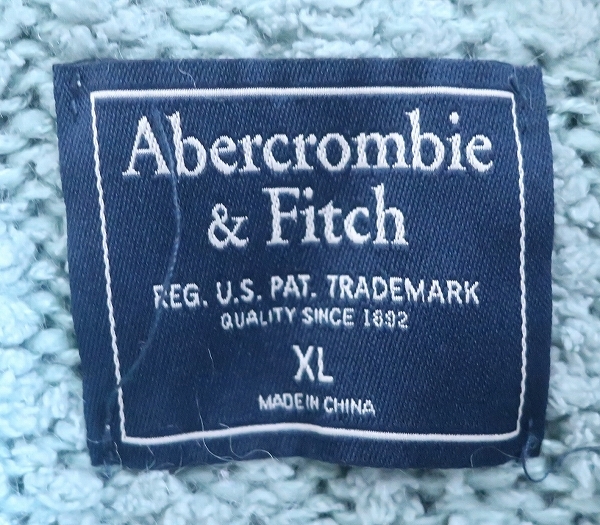 Abercrombie
& Fitch
REG. U.S. PAT. TRADEMARK
QUALITY SINCE 1892
XL
MADE IN CHINA